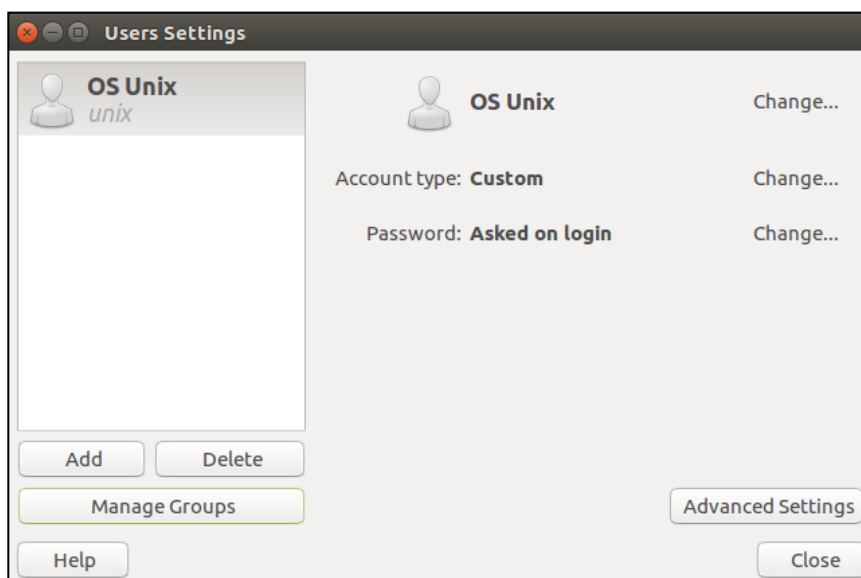 Users Settings
OS Unix
unix
OS Unix Change...
Account type: Custom Change...
Password: Asked on login Change...
Add Delete
Manage Groups Advanced Settings
Help Close